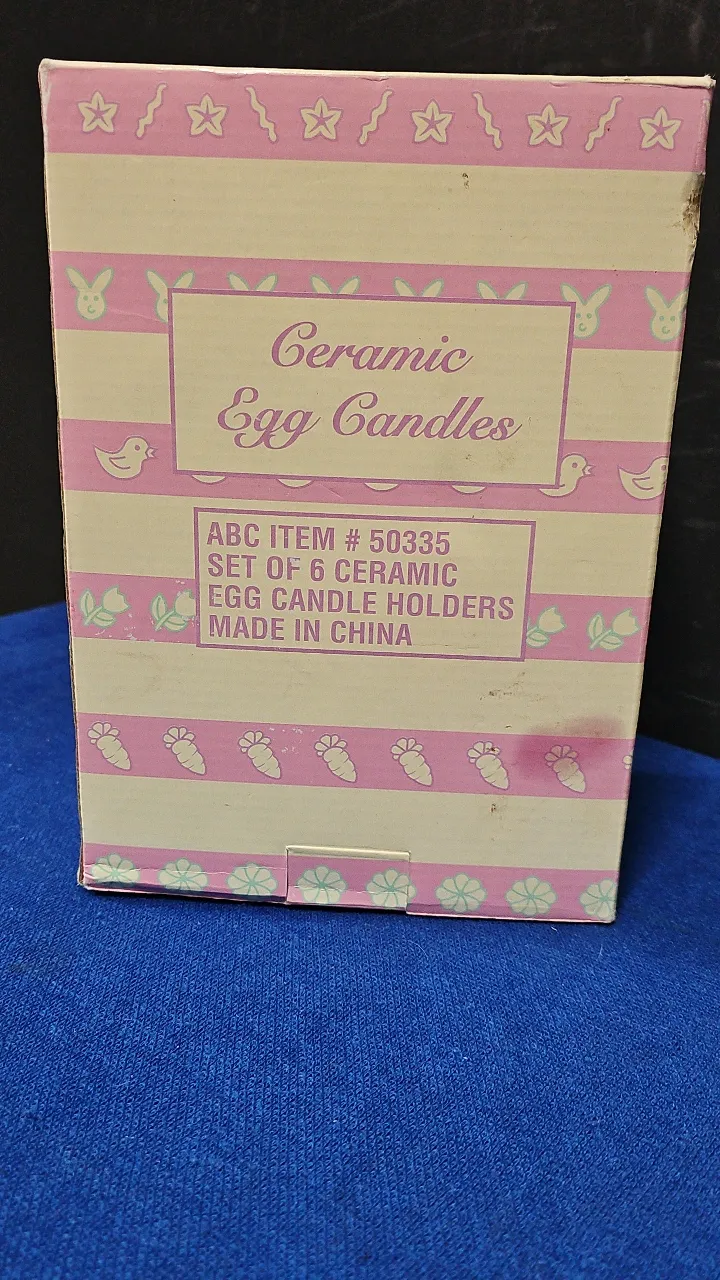 Ceramic
Egg Candles
ABC ITEM # 50335
SET OF 6 CERAMIC
EGG CANDLE HOLDERS
MADE IN CHINA